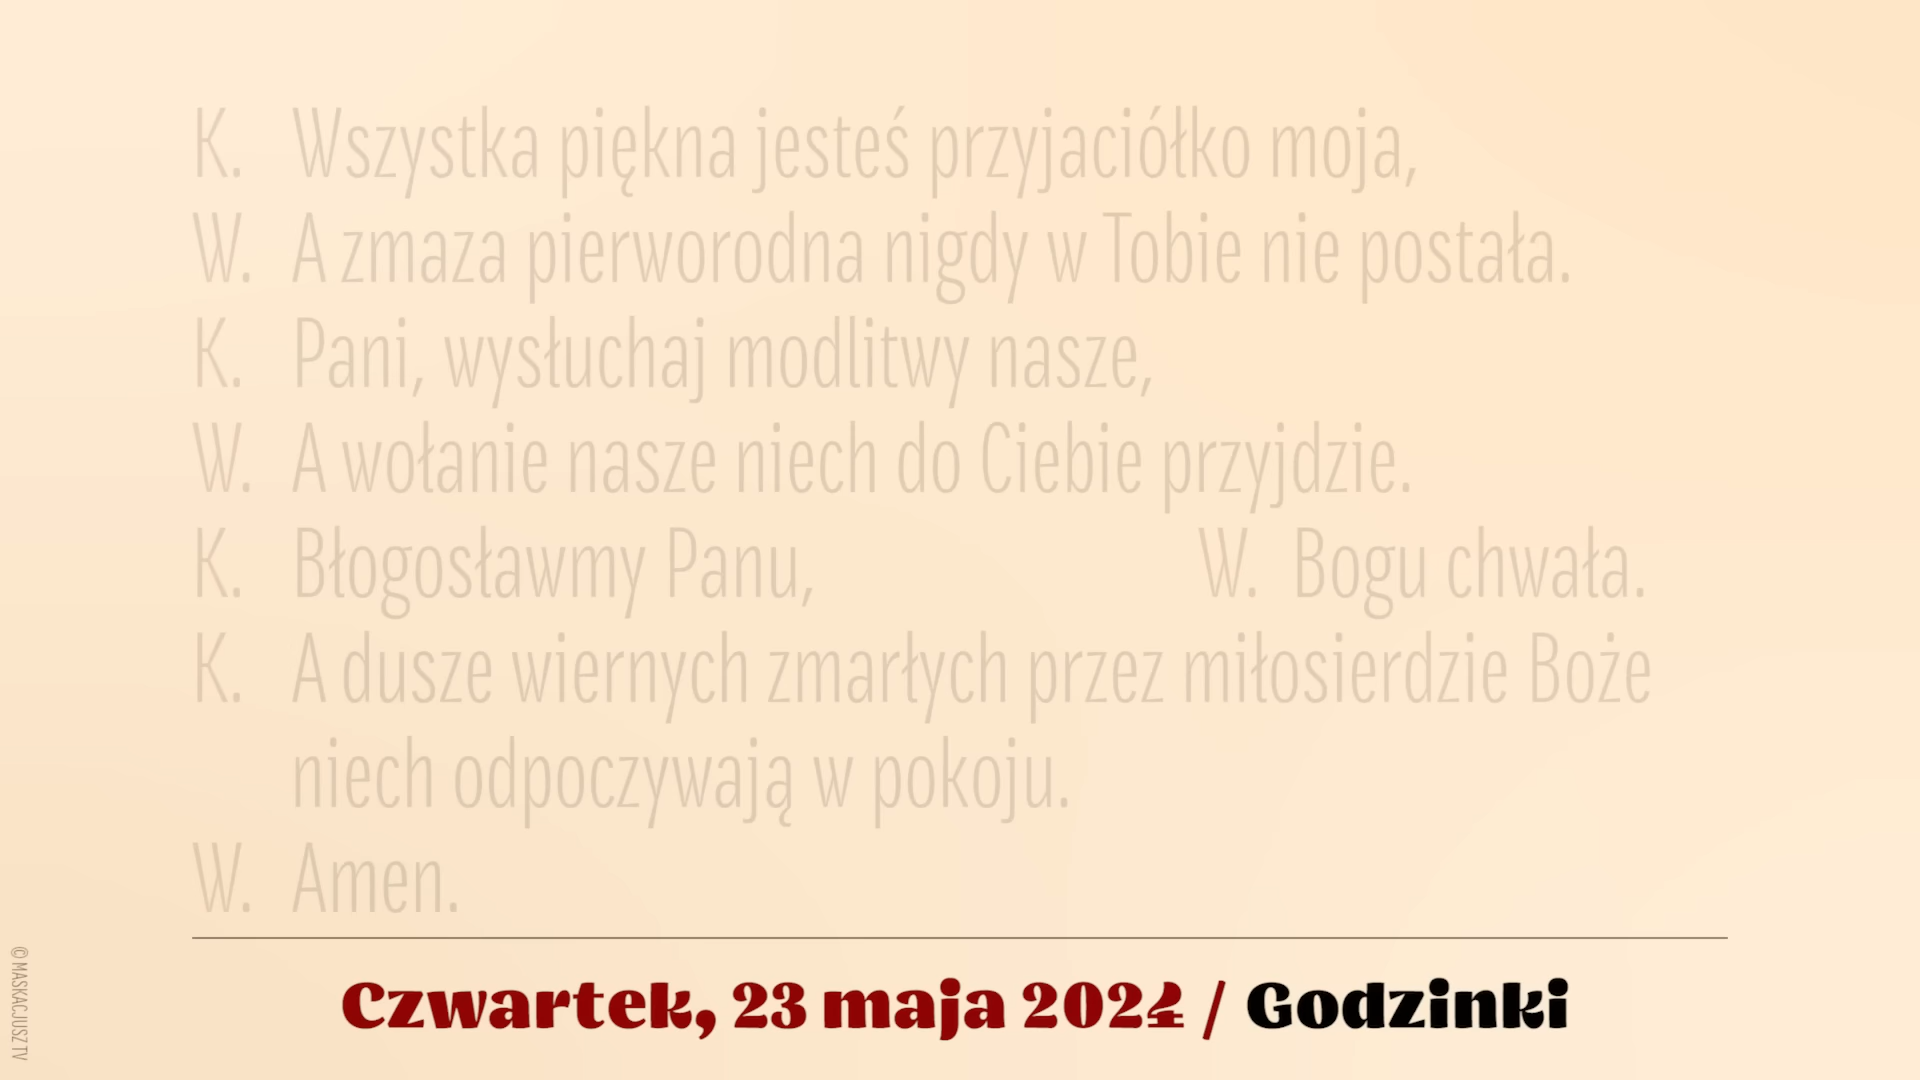 K. Wszystka piękna jesteś przyjaciółko moja,
W. A zmaza pierworodna nigdy w Tobie nie postała.
K. Pani, wysłuchaj modlitwy nasze,
W. A wołanie nasze niech do Ciebie przyjdzie.
K. Błogosławmy Panu, W. Bogu chwała.
K. A dusze wiernych zmarłych przez miłosierdzie Boże
niech odpoczywają w pokoju.
W. Amen.
Czwartek, 23 maja 2024 / Godzinki
© MASKACJUSZ TV